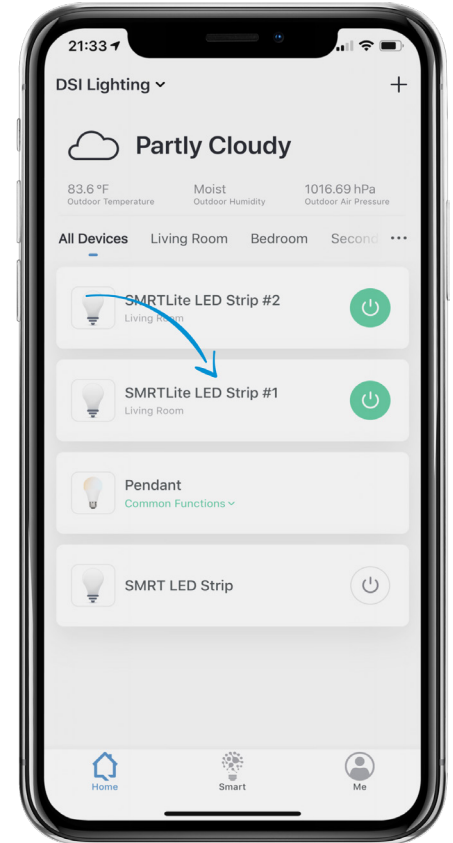 21:33
DSI Lighting
Partly Cloudy
83.6 °F Moist 1016.69 hPa
Outdoor Temperature Outdoor Humidity Outdoor Air Pressure
All Devices Living Room Bedroom Second ···
SMRTLite LED Strip #2
Living Room
SMRTLite LED Strip #1
Living Room
Pendant
Common Functions
SMRT LED Strip
Home Smart Me